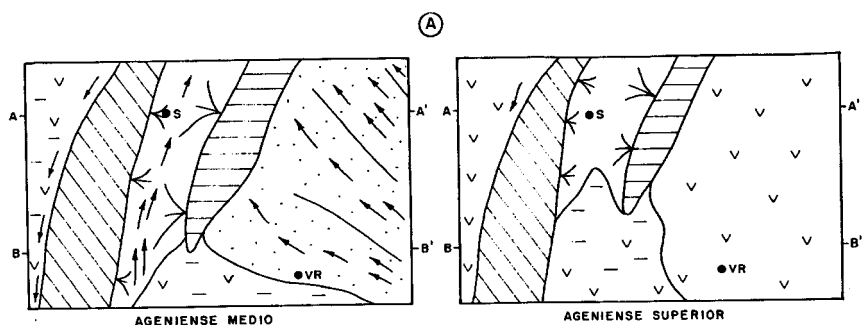 A
A
A'
S
B
B'
VR
AGENIENSE MEDIO
A
A'
S
B
B'
VR
AGENIENSE SUPERIOR